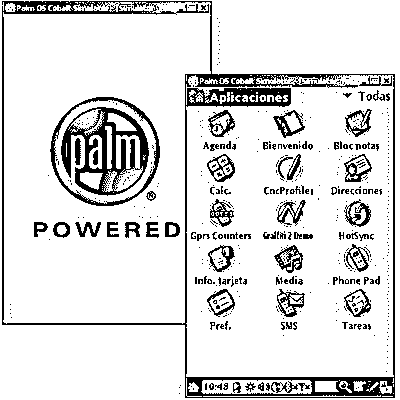 Palm OS Cobalt Simulator - [Simulator]
palm
®
POWERED
Palm OS Cobalt Simulator - [Simulator]
Aplicaciones
Todas
Agenda Bienvenido Bloc notas
Calc. CncProfiles Direcciones
Gprs Counters Graffiti 2 Demo HotSync
Info. tarjeta Media Phone Pad
Pref. SMS Tareas
10:48